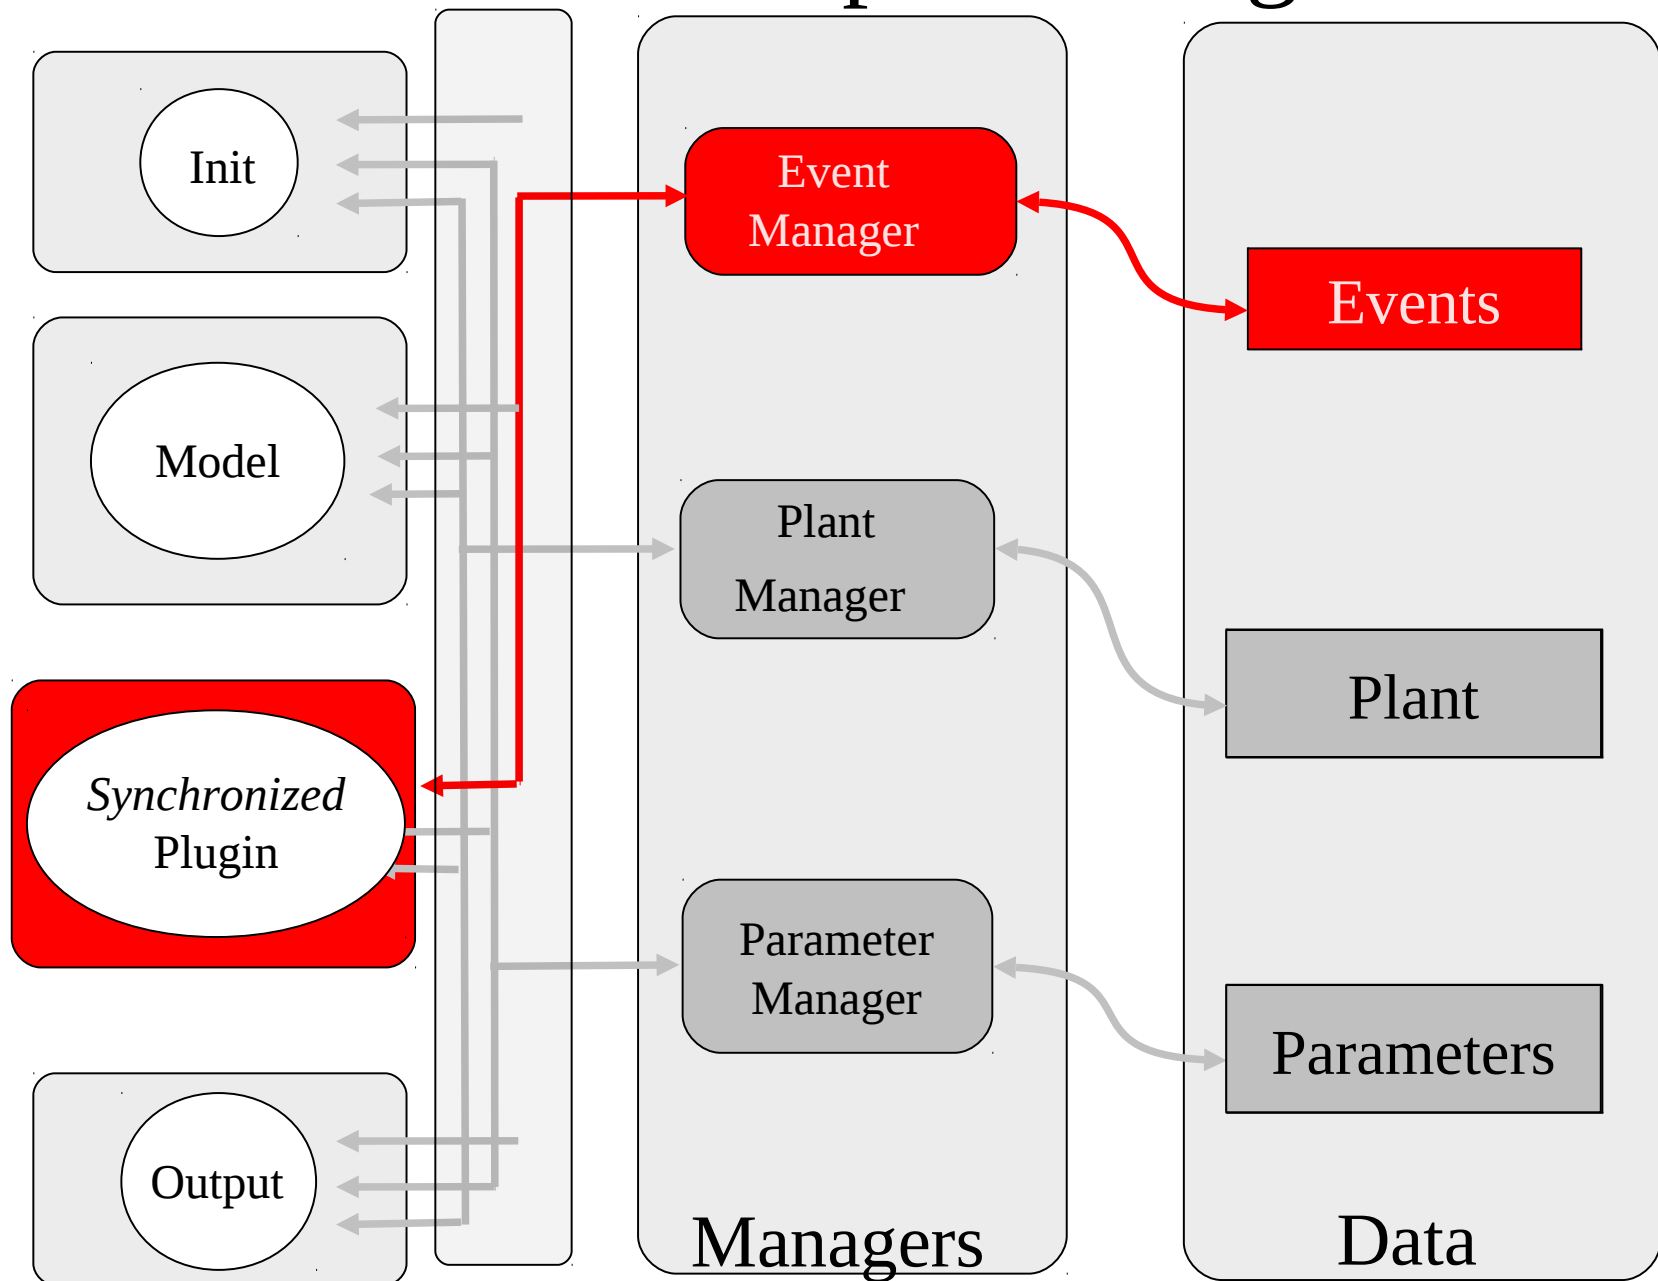 Init
Model
Synchronized
Plugin
Output
Event
Manager
Plant
Manager
Parameter
Manager
Managers
Events
Plant
Parameters
Data